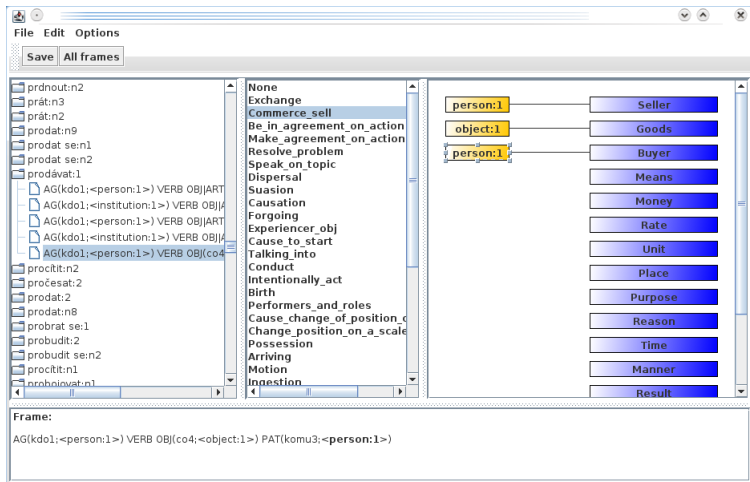 File Edit Options
Save All frames
prdnout:n2
prát:n3
prát:n2
prodat:n9
prodat se:n1
prodat se:n2
prodávat:1
AG(kdo1;<person:1>) VERB OBJ|ART
AG(kdo1;<institution:1>) VERB OBJ|A
AG(kdo1;<person:1>) VERB OBJ|ART
AG(kdo1;<institution:1>) VERB OBJ|A
AG(kdo1;<person:1>) VERB OBJ(co4
procítit:n2
pročesat:2
prodat:2
prodat:n8
probrat se:1
probudit:2
probudit se:n2
procítit:n1
probojovat:n1
None
Exchange
Commerce_sell
Be_in_agreement_on_action
Make_agreement_on_action
Resolve_problem
Speak_on_topic
Dispersal
Suasion
Causation
Forgoing
Experiencer_obj
Cause_to_start
Talking_into
Conduct
Intentionally_act
Birth
Performers_and_roles
Cause_change_of_position_o
Change_position_on_a_scale
Possession
Arriving
Motion
Ingestion
person:1 Seller
object:1 Goods
person:1 Buyer
Means
Money
Rate
Unit
Place
Purpose
Reason
Time
Manner
Result
Frame:
AG(kdo1;<person:1>) VERB OBJ(co4;<object:1>) PAT(komu3;<person:1>)